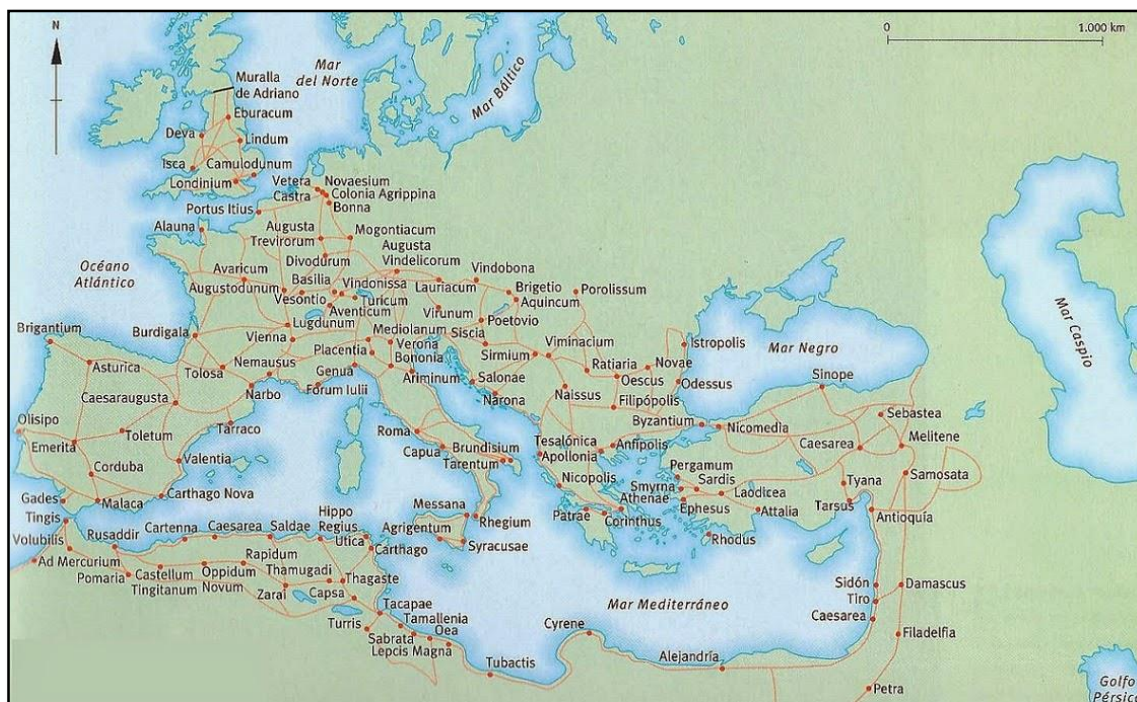 N
0
1.000 km
Mar
del Norte
Mar Báltico
Muralla
de Adriano
Eburacum
Deva
Lindum
Isca
Camulodunum
Londinium
Vetera
Castra
Novaesium
Colonia Agrippina
Bonna
Portus Itius
Alauna
Augusta
Trevirorum
Mogontiacum
Divodurum
Augusta
Vindelicorum
Océano
Atlántico
Avaricum
Augustodunum
Basilia
Vindonissa
Vesontio
Turicum
Aventicum
Lauriacum
Vindobona
Brigetio
Aquincum
Porolissum
Virunum
Poetovio
Lugdunum
Brigantium
Burdigala
Vienna
Mediolanum
Verona
Siscia
Placentia
Bononia
Sirmium
Viminacium
Istropolis
Mar Negro
Mar Caspio
Asturica
Tolosa
Nemausus
Genua
Ariminum
Salonae
Ratiaria
Novae
Oescus
Odessus
Sinope
Narbo
Forum Iulii
Narona
Naissus
Filipópolis
Caesaraugusta
Olisipo
Emerita
Toletum
Tarraco
Roma
Capua
Brundisium
Tarentum
Tesalónica
Apollonia
Anfipolis
Byzantium
Nicomedia
Sebastea
Caesarea
Melitene
Corduba
Valentia
Nicopolis
Pergamum
Smyrna
Sardis
Athenae
Laodicea
Ephesus
Tyana
Samosata
Gades
Malaca
Carthago Nova
Messana
Rhegium
Patrae
Corinthus
Attalia
Tarsus
Antioquía
Tingis
Rusaddir
Cartenna
Caesarea
Saldae
Hippo
Regius
Utica
Agrigentum
Syracusae
Rhodus
Volubilis
Carthago
Ad Mercurium
Pomaria
Castellum
Tingitanum
Oppidum
Novum
Rapidum
Thamugadi
Zarai
Capsa
Thagaste
Mar Mediterráneo
Sidón
Tiro
Caesarea
Damascus
Filadelfia
Turris
Tacapae
Tamallenia
Oea
Sabrata
Lepcis Magna
Tubactis
Cyrene
Alejandría
Petra
Golfo
Pérsico